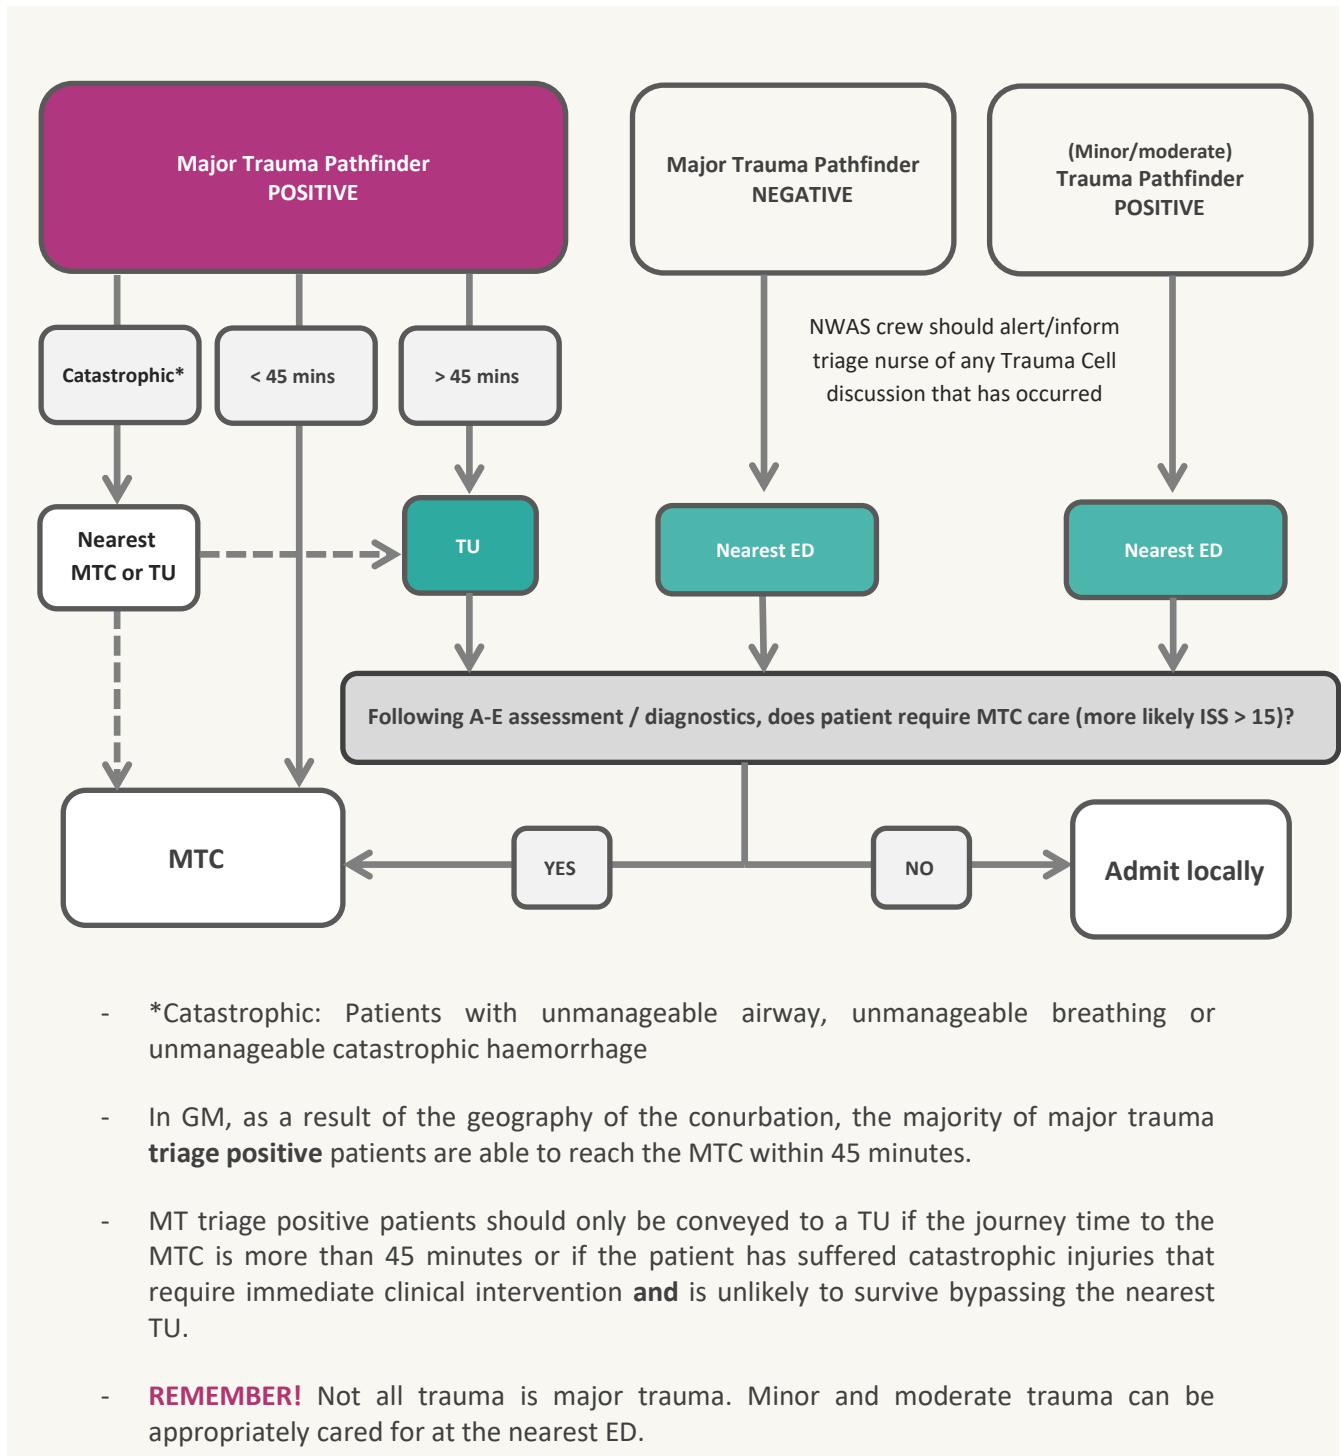 Major Trauma Pathfinder
POSITIVE
Major Trauma Pathfinder
NEGATIVE
(Minor/moderate)
Trauma Pathfinder
POSITIVE
Catastrophic*
< 45 mins
> 45 mins
NWAS crew should alert/inform
triage nurse of any Trauma Cell
discussion that has occurred
Nearest
MTC or TU
TU
Nearest ED
Nearest ED
Following A-E assessment / diagnostics, does patient require MTC care (more likely ISS > 15)?
MTC
YES
NO
Admit locally
- *Catastrophic: Patients with unmanageable airway, unmanageable breathing or
unmanageable catastrophic haemorrhage
- In GM, as a result of the geography of the conurbation, the majority of major trauma
triage positive patients are able to reach the MTC within 45 minutes.
- MT triage positive patients should only be conveyed to a TU if the journey time to the
MTC is more than 45 minutes or if the patient has suffered catastrophic injuries that
require immediate clinical intervention and is unlikely to survive bypassing the nearest
TU.
- REMEMBER! Not all trauma is major trauma. Minor and moderate trauma can be
appropriately cared for at the nearest ED.